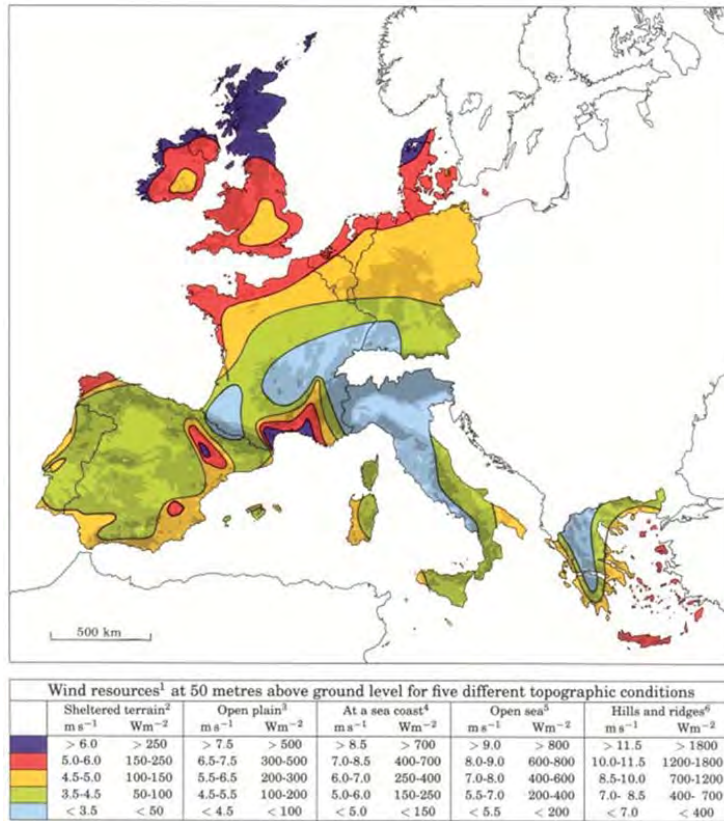 500 km
Wind resources¹ at 50 metres above ground level for five different topographic conditions
Sheltered terrain² Open plain³ At a sea coast⁴ Open sea⁵ Hills and ridges⁶
m s⁻¹ Wm⁻² m s⁻¹ Wm⁻² m s⁻¹ Wm⁻² m s⁻¹ Wm⁻² m s⁻¹ Wm⁻²
> 6.0 > 250 > 7.5 > 500 > 8.5 > 700 > 9.0 > 800 > 11.5 > 1800
5.0-6.0 150-250 6.5-7.5 300-500 7.0-8.5 400-700 8.0-9.0 600-800 10.0-11.5 1200-1800
4.5-5.0 100-150 5.5-6.5 200-300 6.0-7.0 250-400 7.0-8.0 400-600 8.5-10.0 700-1200
3.5-4.5 50-100 4.5-5.5 100-200 5.0-6.0 150-250 5.5-7.0 200-400 7.0- 8.5 400- 700
< 3.5 < 50 < 4.5 < 100 < 5.0 < 150 < 5.5 < 200 < 7.0 < 400